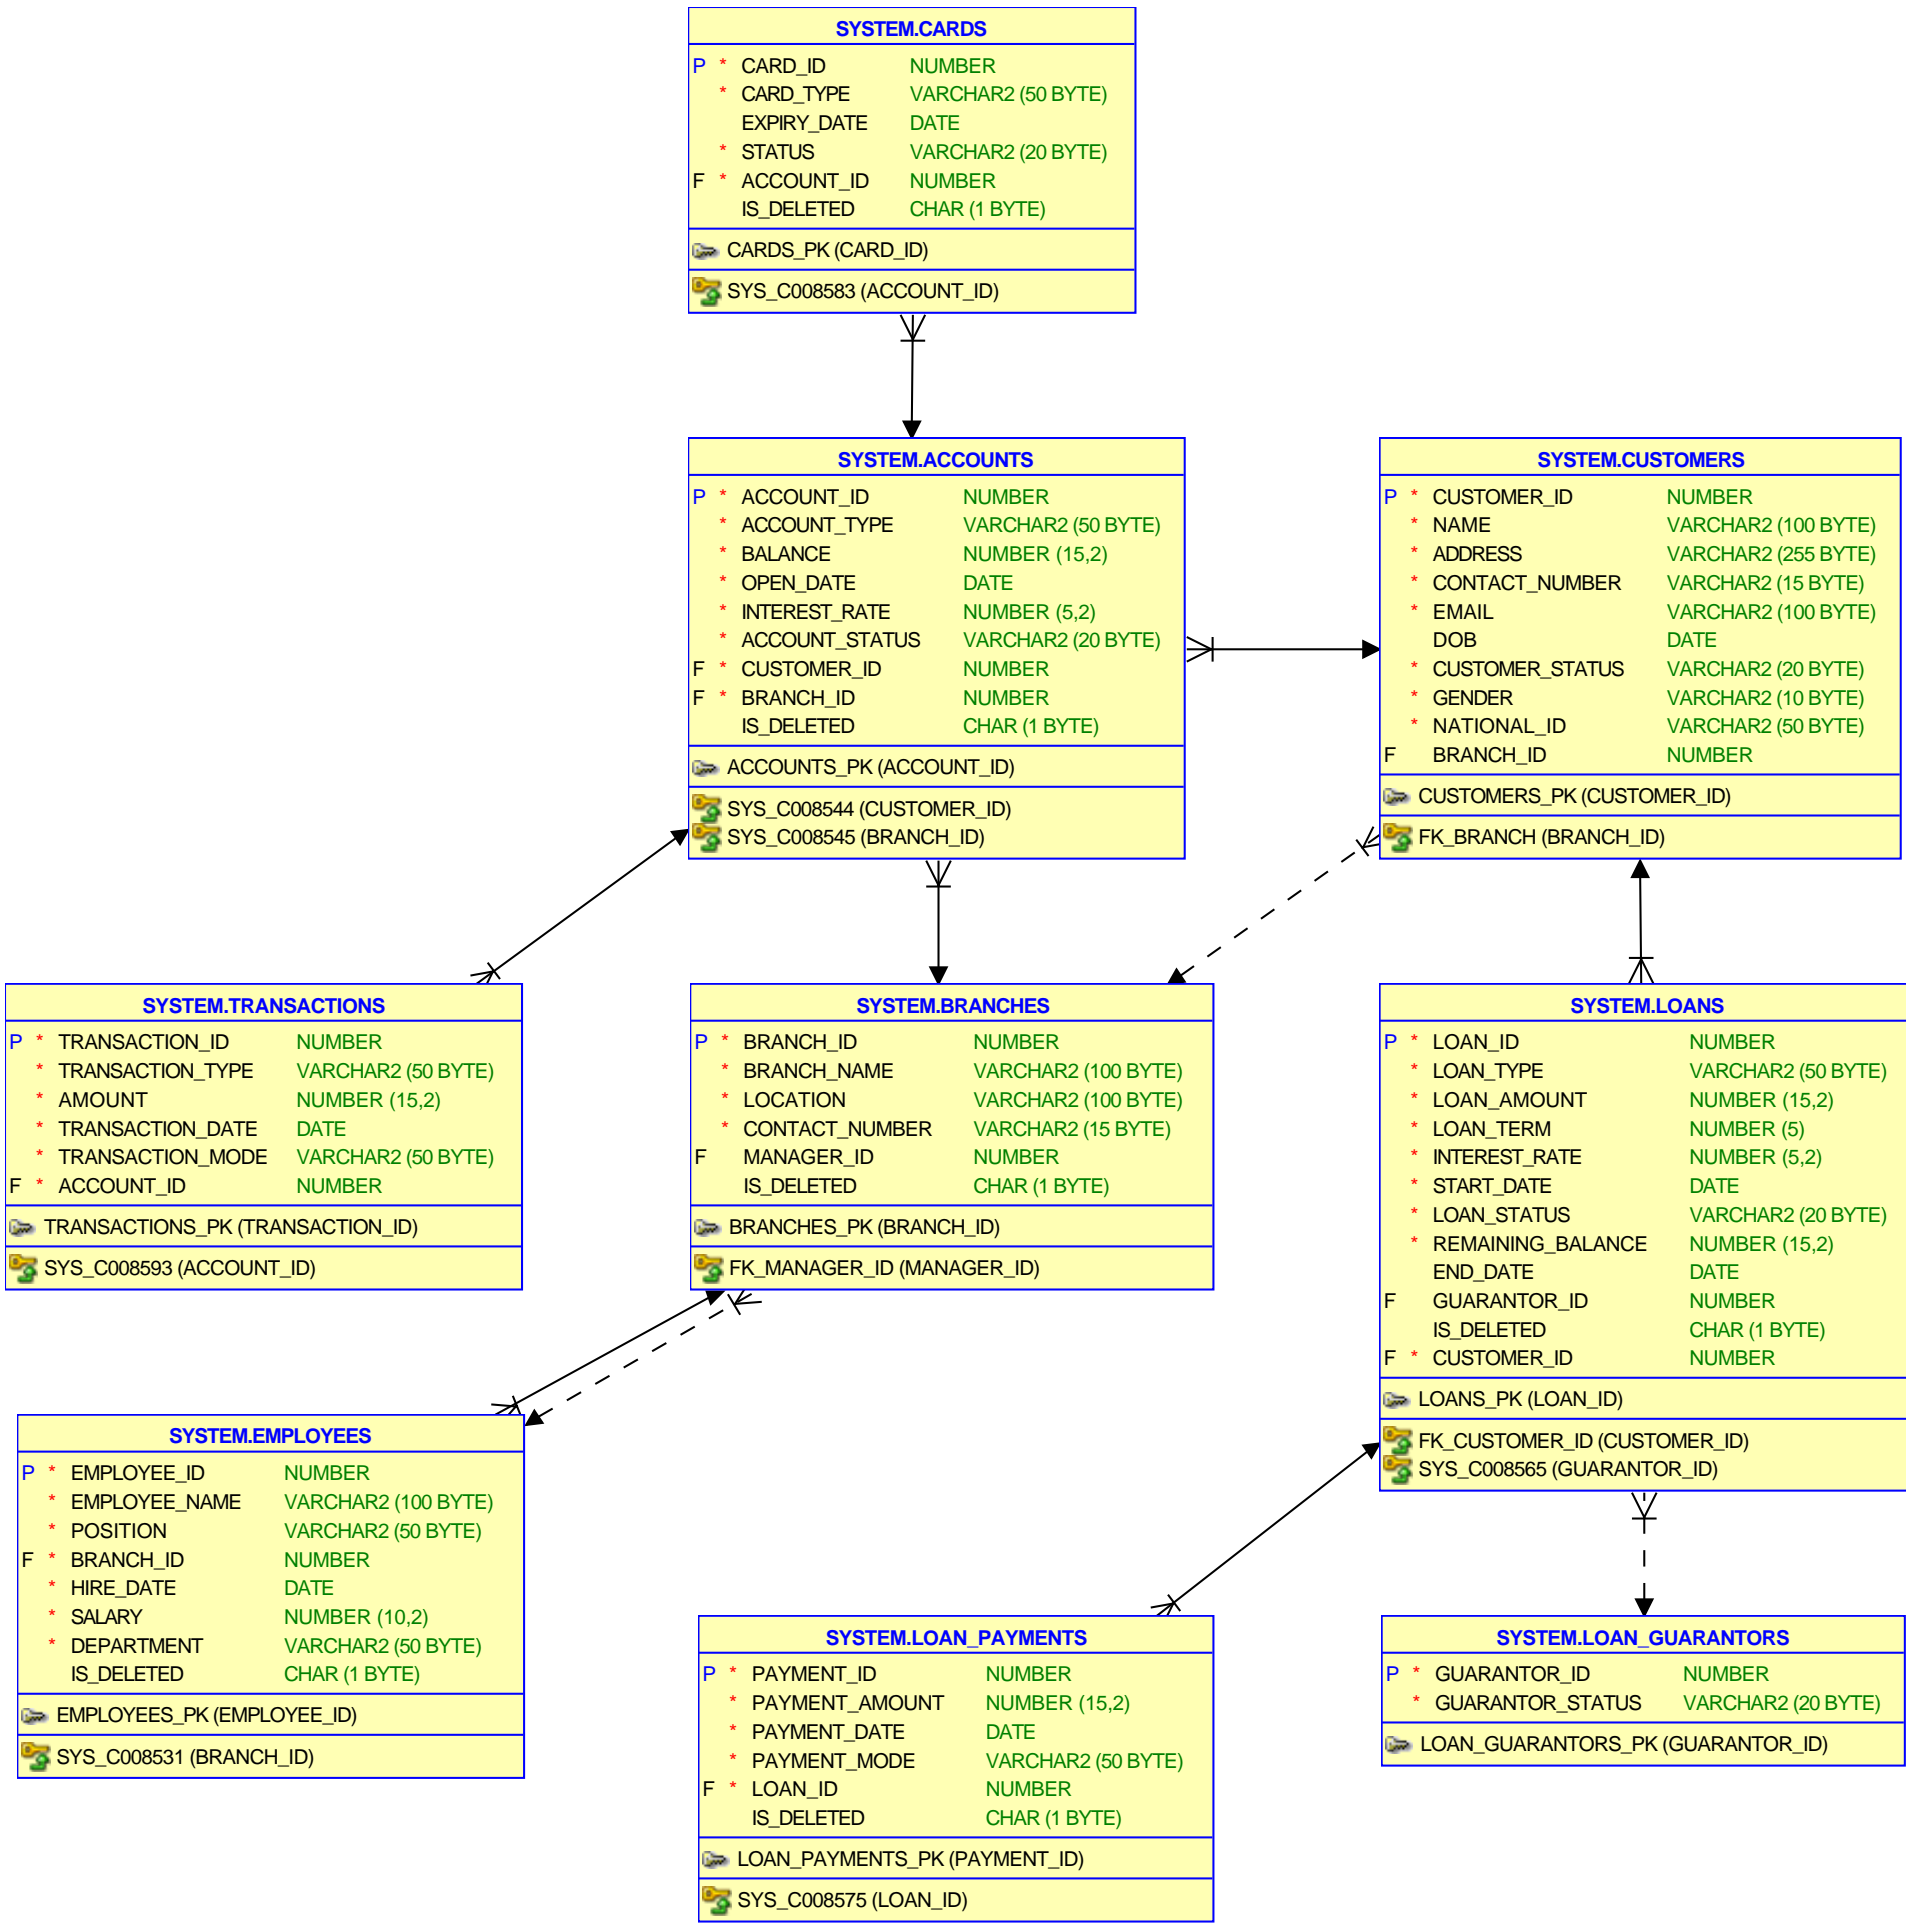 SYSTEM.CARDS
P * CARD_ID NUMBER
* CARD_TYPE VARCHAR2 (50 BYTE)
EXPIRY_DATE DATE
* STATUS VARCHAR2 (20 BYTE)
F * ACCOUNT_ID NUMBER
IS_DELETED CHAR (1 BYTE)
CARDS_PK (CARD_ID)
SYS_C008583 (ACCOUNT_ID)
SYSTEM.ACCOUNTS
P * ACCOUNT_ID NUMBER
* ACCOUNT_TYPE VARCHAR2 (50 BYTE)
* BALANCE NUMBER (15,2)
* OPEN_DATE DATE
* INTEREST_RATE NUMBER (5,2)
* ACCOUNT_STATUS VARCHAR2 (20 BYTE)
F * CUSTOMER_ID NUMBER
F * BRANCH_ID NUMBER
IS_DELETED CHAR (1 BYTE)
ACCOUNTS_PK (ACCOUNT_ID)
SYS_C008544 (CUSTOMER_ID)
SYS_C008545 (BRANCH_ID)
SYSTEM.CUSTOMERS
P * CUSTOMER_ID NUMBER
* NAME VARCHAR2 (100 BYTE)
* ADDRESS VARCHAR2 (255 BYTE)
* CONTACT_NUMBER VARCHAR2 (15 BYTE)
* EMAIL VARCHAR2 (100 BYTE)
DOB DATE
* CUSTOMER_STATUS VARCHAR2 (20 BYTE)
* GENDER VARCHAR2 (10 BYTE)
* NATIONAL_ID VARCHAR2 (50 BYTE)
F BRANCH_ID NUMBER
CUSTOMERS_PK (CUSTOMER_ID)
FK_BRANCH (BRANCH_ID)
SYSTEM.TRANSACTIONS
P * TRANSACTION_ID NUMBER
* TRANSACTION_TYPE VARCHAR2 (50 BYTE)
* AMOUNT NUMBER (15,2)
* TRANSACTION_DATE DATE
* TRANSACTION_MODE VARCHAR2 (50 BYTE)
F * ACCOUNT_ID NUMBER
TRANSACTIONS_PK (TRANSACTION_ID)
SYS_C008593 (ACCOUNT_ID)
SYSTEM.BRANCHES
P * BRANCH_ID NUMBER
* BRANCH_NAME VARCHAR2 (100 BYTE)
* LOCATION VARCHAR2 (100 BYTE)
* CONTACT_NUMBER VARCHAR2 (15 BYTE)
F MANAGER_ID NUMBER
IS_DELETED CHAR (1 BYTE)
BRANCHES_PK (BRANCH_ID)
FK_MANAGER_ID (MANAGER_ID)
SYSTEM.LOANS
P * LOAN_ID NUMBER
* LOAN_TYPE VARCHAR2 (50 BYTE)
* LOAN_AMOUNT NUMBER (15,2)
* LOAN_TERM NUMBER (5)
* INTEREST_RATE NUMBER (5,2)
* START_DATE DATE
* LOAN_STATUS VARCHAR2 (20 BYTE)
* REMAINING_BALANCE NUMBER (15,2)
END_DATE DATE
F GUARANTOR_ID NUMBER
IS_DELETED CHAR (1 BYTE)
F * CUSTOMER_ID NUMBER
LOANS_PK (LOAN_ID)
FK_CUSTOMER_ID (CUSTOMER_ID)
SYS_C008565 (GUARANTOR_ID)
SYSTEM.EMPLOYEES
P * EMPLOYEE_ID NUMBER
* EMPLOYEE_NAME VARCHAR2 (100 BYTE)
* POSITION VARCHAR2 (50 BYTE)
F * BRANCH_ID NUMBER
* HIRE_DATE DATE
* SALARY NUMBER (10,2)
* DEPARTMENT VARCHAR2 (50 BYTE)
IS_DELETED CHAR (1 BYTE)
EMPLOYEES_PK (EMPLOYEE_ID)
SYS_C008531 (BRANCH_ID)
SYSTEM.LOAN_PAYMENTS
P * PAYMENT_ID NUMBER
* PAYMENT_AMOUNT NUMBER (15,2)
* PAYMENT_DATE DATE
* PAYMENT_MODE VARCHAR2 (50 BYTE)
F * LOAN_ID NUMBER
IS_DELETED CHAR (1 BYTE)
LOAN_PAYMENTS_PK (PAYMENT_ID)
SYS_C008575 (LOAN_ID)
SYSTEM.LOAN_GUARANTORS
P * GUARANTOR_ID NUMBER
* GUARANTOR_STATUS VARCHAR2 (20 BYTE)
LOAN_GUARANTORS_PK (GUARANTOR_ID)